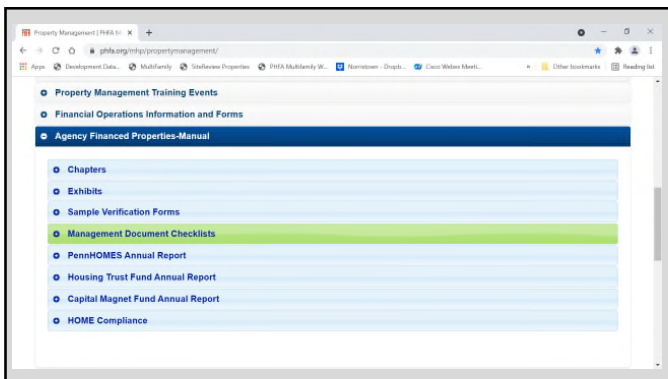 Property Management | PHFA M
phfa.org/mhp/propertymanagement/
Apps Development Data... Multifamily SiteReview Properties PHFA Multifamily W... Norristown - Dropb... Cisco Webex Meeti... » Other bookmarks Reading list
Property Management Training Events
Financial Operations Information and Forms
Agency Financed Properties-Manual
Chapters
Exhibits
Sample Verification Forms
Management Document Checklists
PennHOMES Annual Report
Housing Trust Fund Annual Report
Capital Magnet Fund Annual Report
HOME Compliance